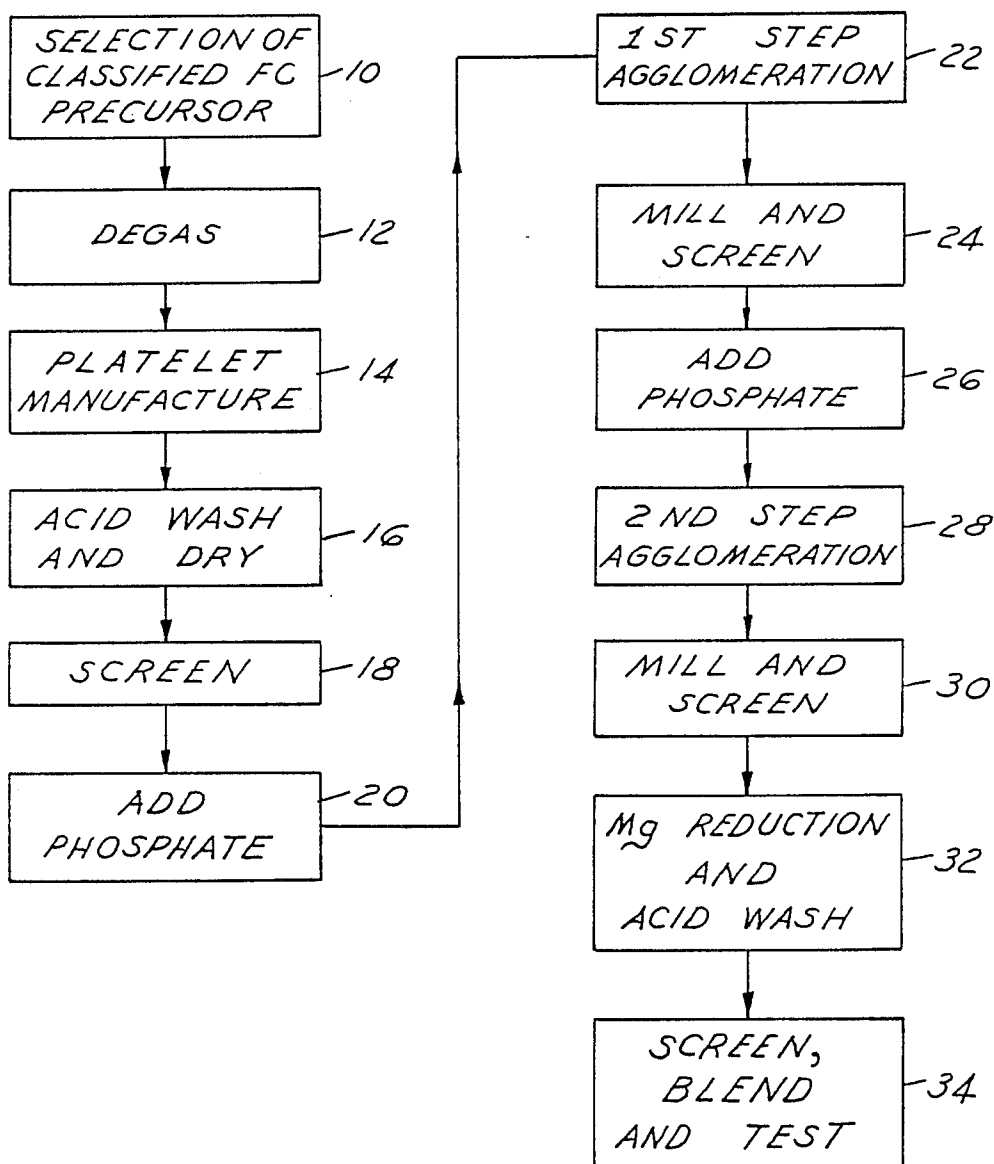 SELECTION OF
CLASSIFIED FG
PRECURSOR
10
DEGAS
12
PLATELET
MANUFACTURE
14
ACID WASH
AND DRY
16
SCREEN
18
ADD
PHOSPHATE
20
1ST STEP
AGGLOMERATION
22
MILL AND
SCREEN
24
ADD
PHOSPHATE
26
2ND STEP
AGGLOMERATION
28
MILL AND
SCREEN
30
Mg REDUCTION
AND
ACID WASH
32
SCREEN,
BLEND
AND TEST
34